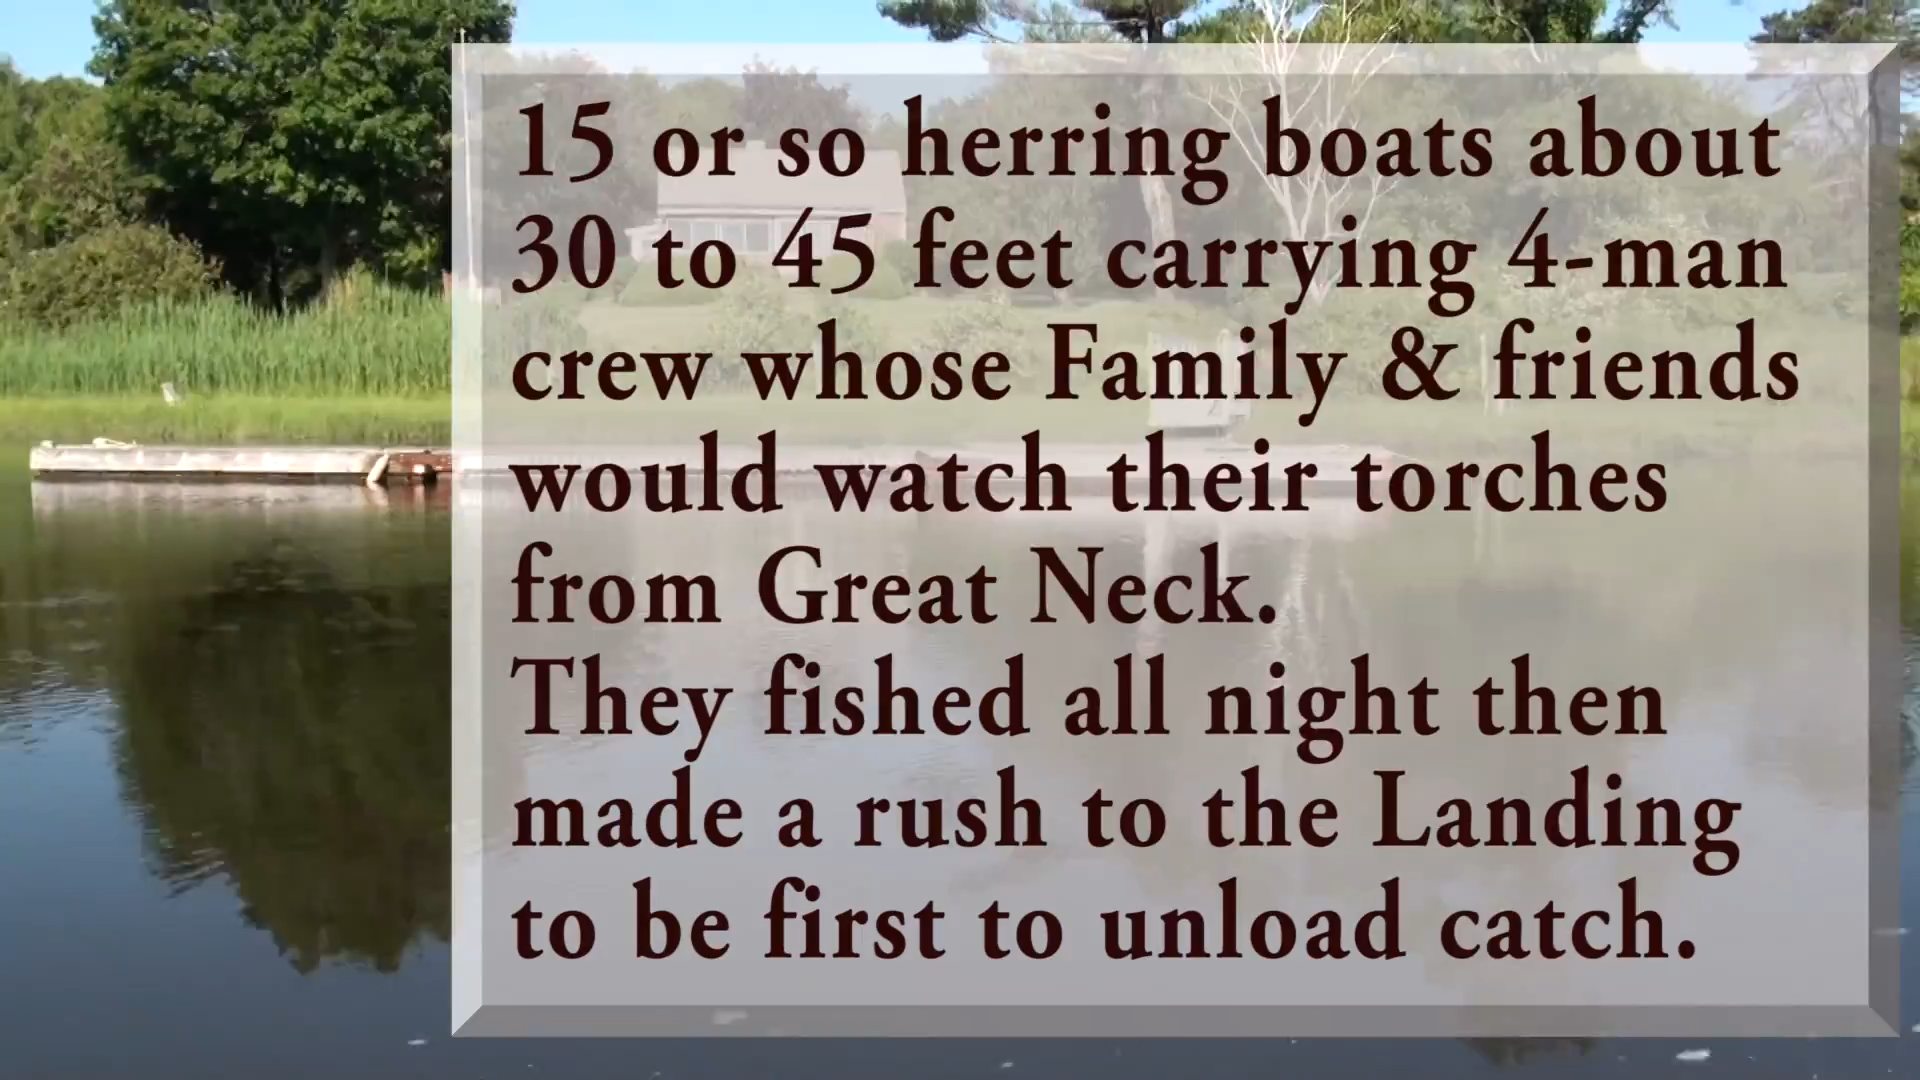 15 or so herring boats about
30 to 45 feet carrying 4-man
crew whose Family & friends
would watch their torches
from Great Neck.
They fished all night then
made a rush to the Landing
to be first to unload catch.